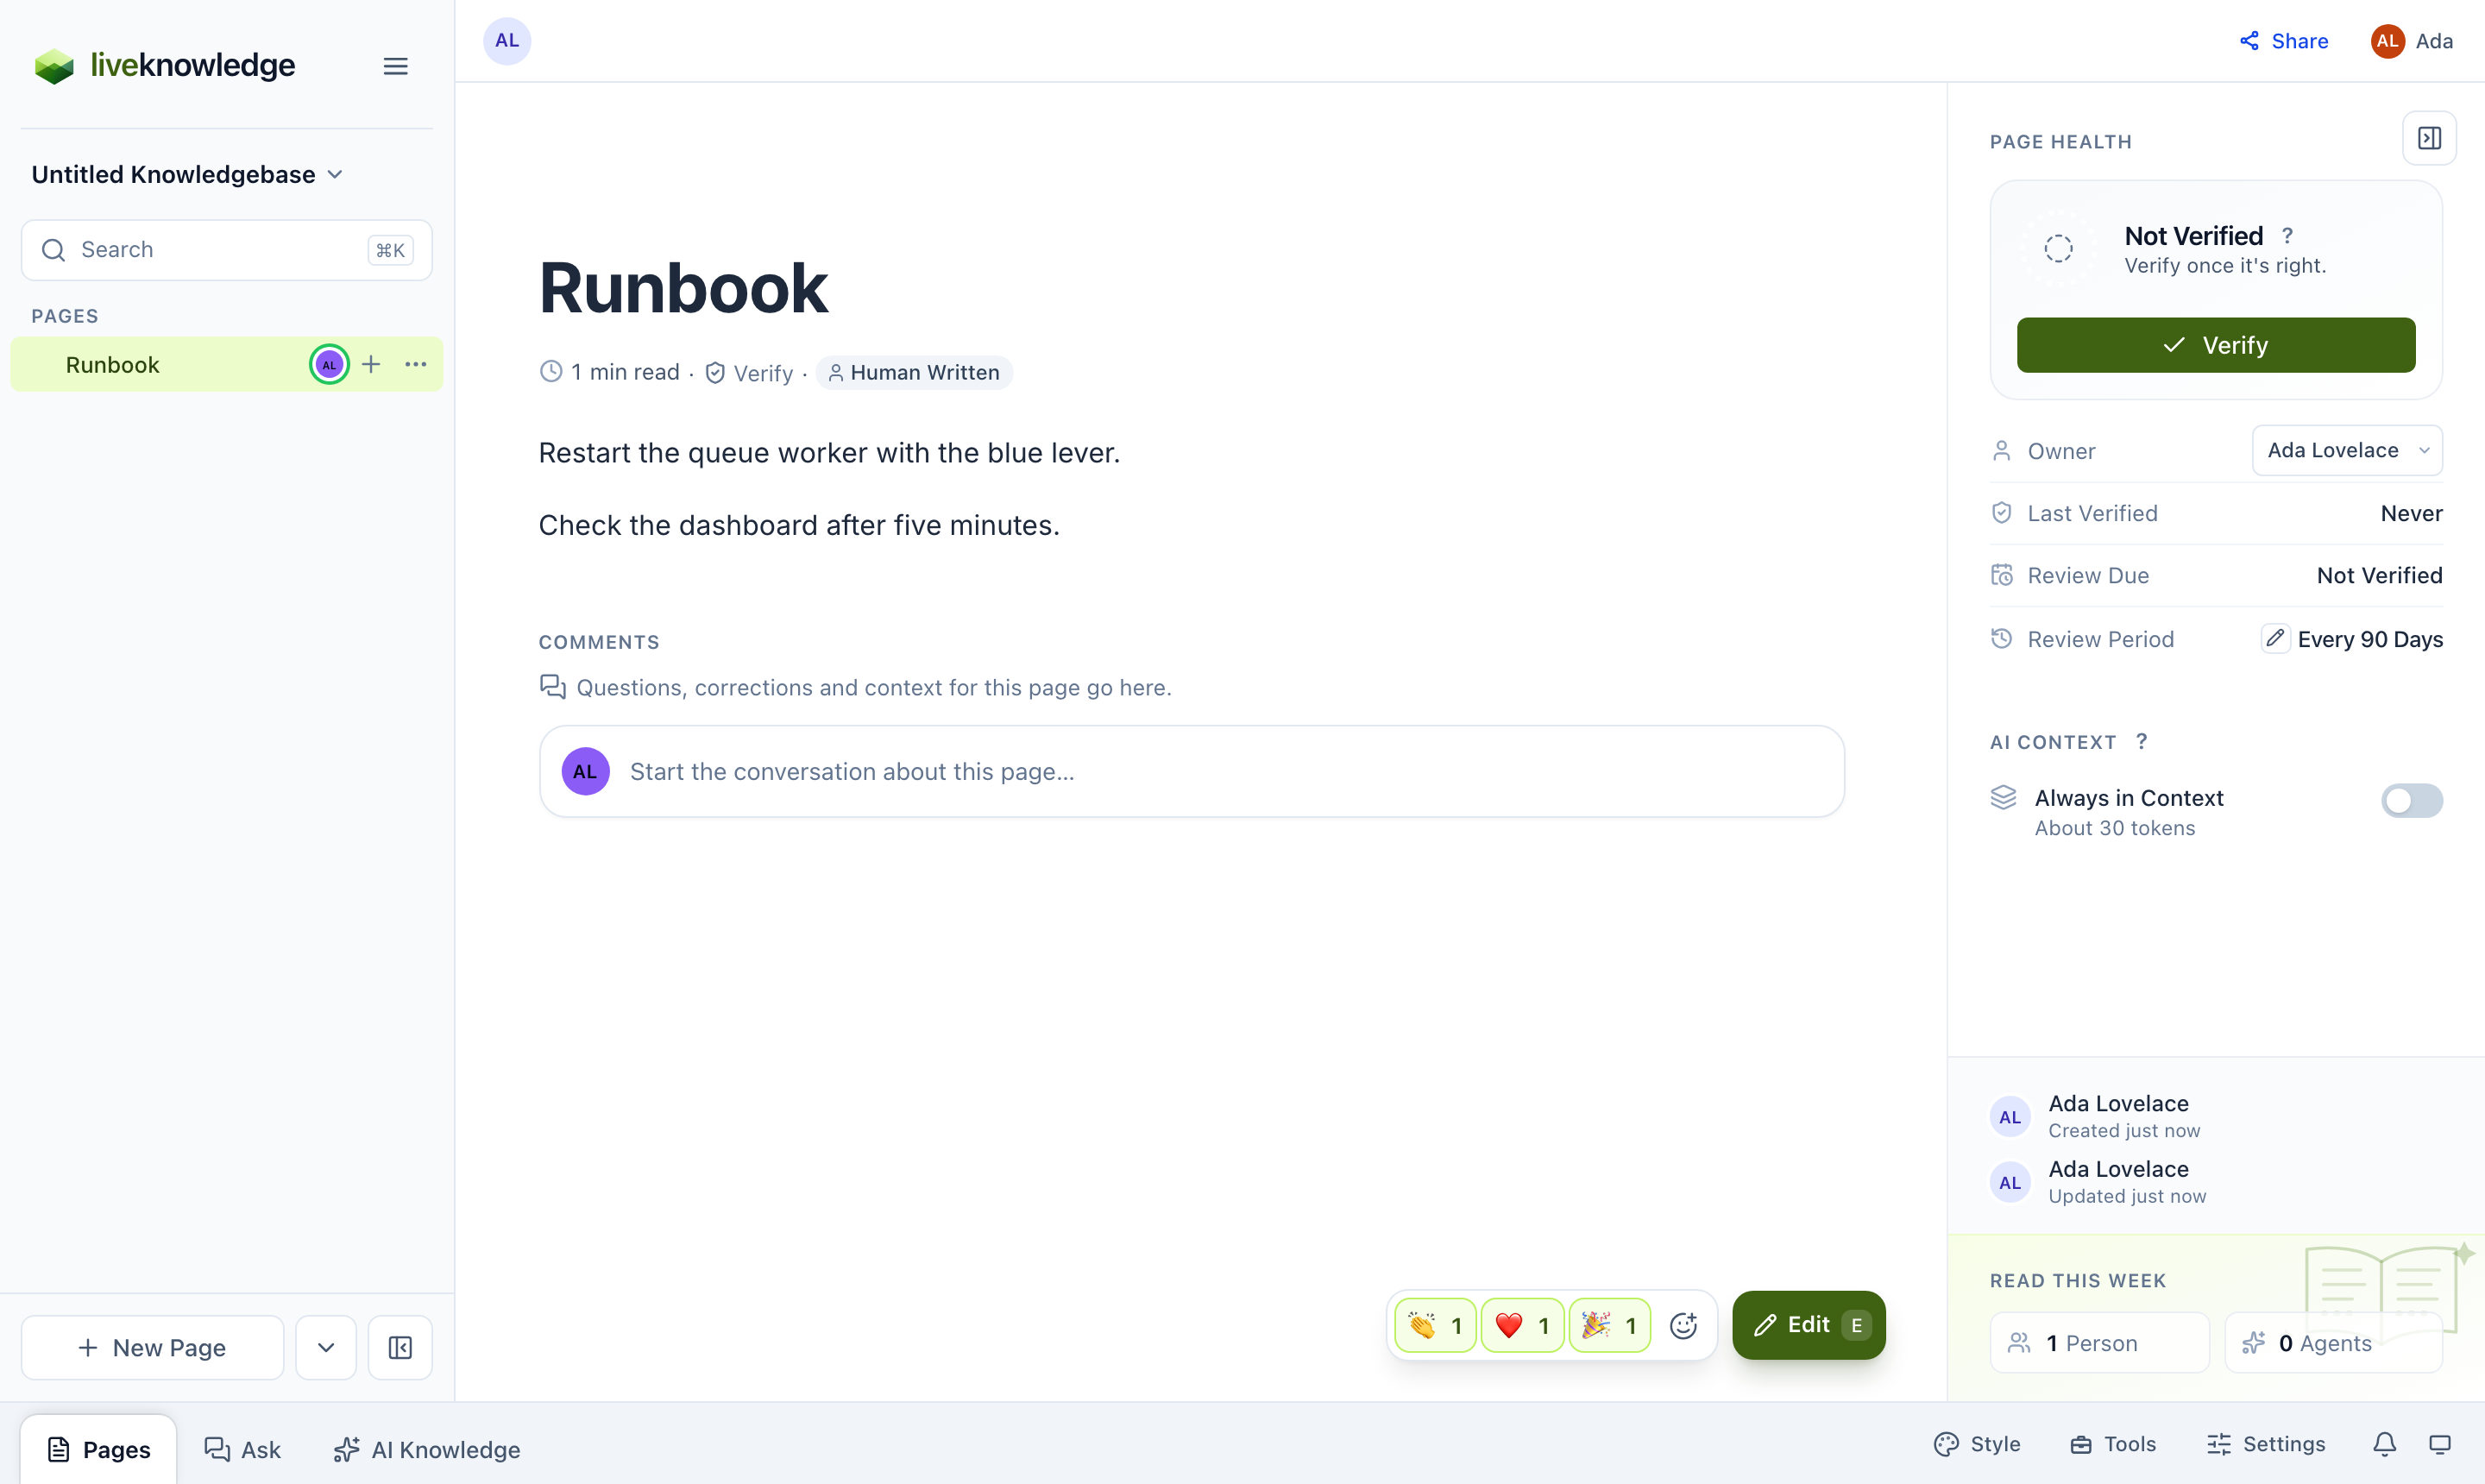 liveknowledge
Untitled Knowledgebase
Search ⌘K
PAGES
Runbook AL
New Page
AL
Share AL Ada
Runbook
1 min read · Verify · Human Written
Restart the queue worker with the blue lever.
Check the dashboard after five minutes.
COMMENTS
Questions, corrections and context for this page go here.
AL Start the conversation about this page...
👏 1 ❤️ 1 🎉 1
Edit E
PAGE HEALTH
Not Verified ?
Verify once it's right.
Verify
Owner Ada Lovelace
Last Verified Never
Review Due Not Verified
Review Period Every 90 Days
AI CONTEXT ?
Always in Context
About 30 tokens
AL Ada Lovelace
Created just now
AL Ada Lovelace
Updated just now
READ THIS WEEK
1 Person 0 Agents
Pages Ask AI Knowledge
Style Tools Settings